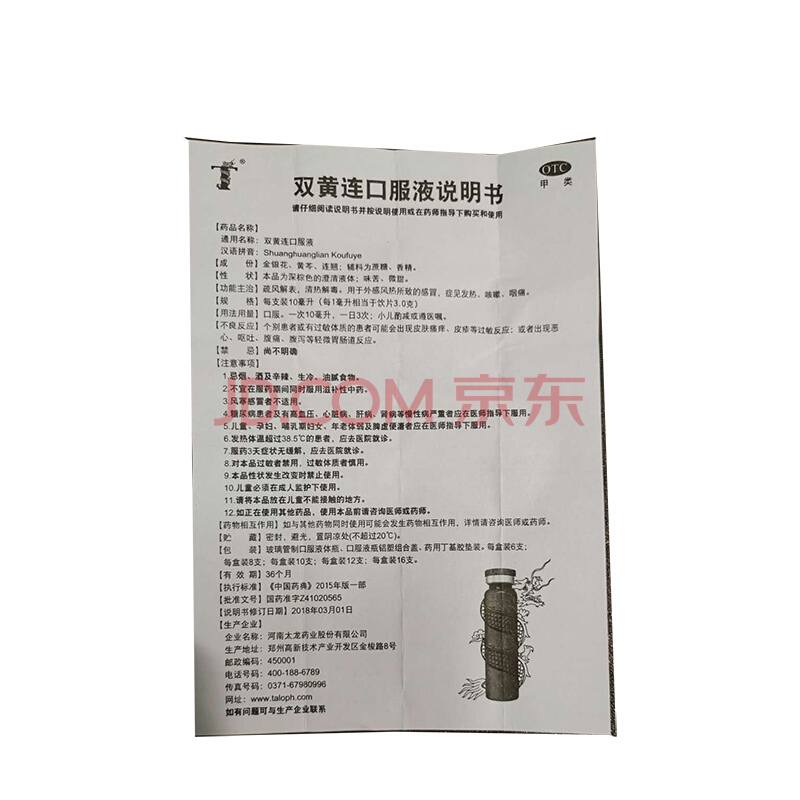 ®
OTC
甲 类
双黄连口服液说明书
请仔细阅读说明书并按说明使用或在药师指导下购买和使用
【药品名称】
通用名称：双黄连口服液
汉语拼音：Shuanghuanglian Koufuye
【成 份】金银花、黄芩、连翘；辅料为蔗糖、香精。
【性 状】本品为深棕色的澄清液体；味苦、微甜。
【功能主治】疏风解表，清热解毒。用于外感风热所致的感冒，症见发热、咳嗽、咽痛。
【规 格】每支装10毫升（每1毫升相当于饮片3.0克）
【用法用量】口服。一次10毫升，一日3次；小儿酌减或遵医嘱。
【不良反应】个别患者或有过敏体质的患者可能会出现皮肤瘙痒、皮疹等过敏反应；或者出现恶
心、呕吐、腹痛、腹泻等轻微胃肠道反应。
【禁 忌】尚不明确
【注意事项】
1.忌烟、酒及辛辣、生冷、油腻食物。
2.不宜在服药期间同时服用滋补性中药。
3.风寒感冒者不适用。
4.糖尿病患者及有高血压、心脏病、肝病、肾病等慢性病严重者应在医师指导下服用。
5.儿童、孕妇、哺乳期妇女、年老体弱及脾虚便溏者应在医师指导下服用。
6.发热体温超过38.5℃的患者，应去医院就诊。
7.服药3天症状无缓解，应去医院就诊。
8.对本品过敏者禁用，过敏体质者慎用。
9.本品性状发生改变时禁止使用。
10.儿童必须在成人监护下使用。
11.请将本品放在儿童不能接触的地方。
12.如正在使用其他药品，使用本品前请咨询医师或药师。
【药物相互作用】如与其他药物同时使用可能会发生药物相互作用，详情请咨询医师或药师。
【贮 藏】密封，避光，置阴凉处(不超过20℃)。
【包 装】玻璃管制口服液体瓶、口服液瓶铝塑组合盖、药用丁基胶垫装。每盒装6支；
每盒装8支；每盒装10支；每盒装12支；每盒装16支。
【有 效 期】36个月
【执行标准】《中国药典》2015年版一部
【批准文号】国药准字Z41020565
【说明书修订日期】2018年03月01日
【生产企业】
企业名称：河南太龙药业股份有限公司
生产地址：郑州高新技术产业开发区金梭路8号
邮政编码：450001
电话号码：400-188-6789
传真号码：0371-67980996
网址：www.taloph.com
如有问题可与生产企业联系
JD.COM 京东